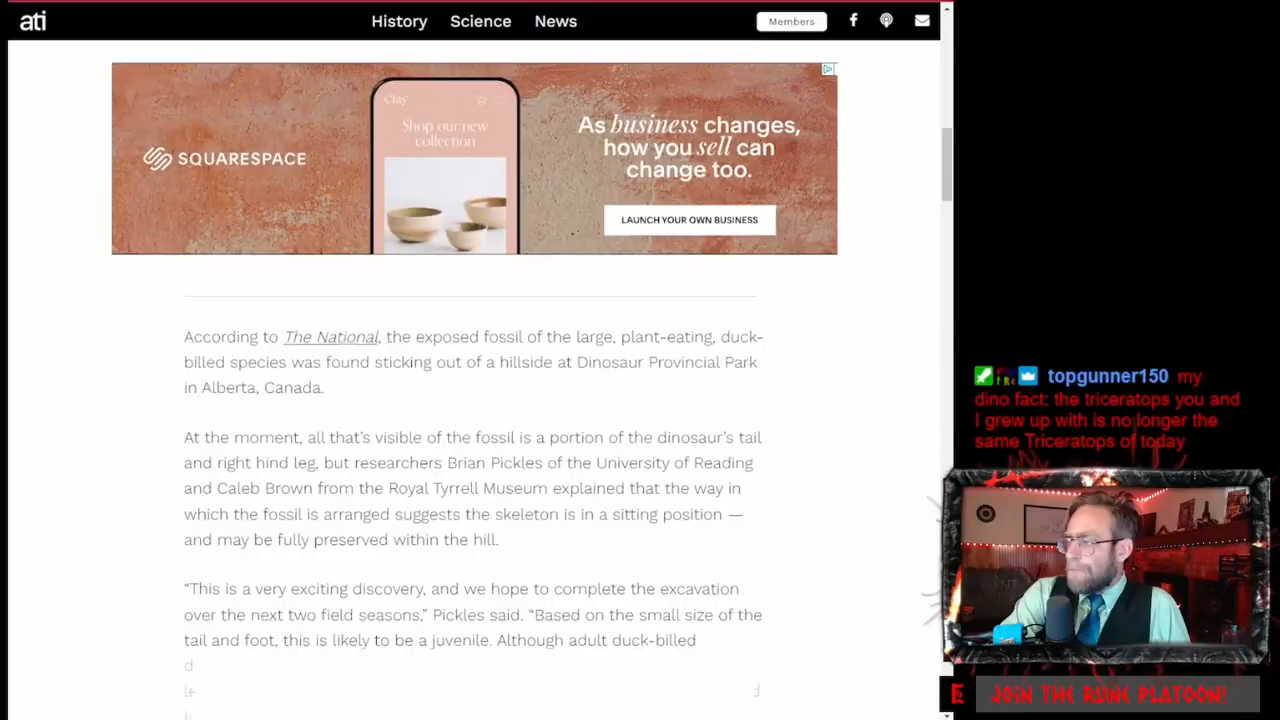 ati
History
Science
News
Members
SQUARESPACE
Clay
Shop our new
collection
As business changes,
how you sell can
change too.
LAUNCH YOUR OWN BUSINESS
According to The National, the exposed fossil of the large, plant-eating, duck-
billed species was found sticking out of a hillside at Dinosaur Provincial Park
in Alberta, Canada.
At the moment, all that’s visible of the fossil is a portion of the dinosaur’s tail
and right hind leg, but researchers Brian Pickles of the University of Reading
and Caleb Brown from the Royal Tyrrell Museum explained that the way in
which the fossil is arranged suggests the skeleton is in a sitting position —
and may be fully preserved within the hill.
“This is a very exciting discovery, and we hope to complete the excavation
over the next two field seasons,” Pickles said. “Based on the small size of the
tail and foot, this is likely to be a juvenile. Although adult duck-billed
topgunner150 my
dino fact: the triceratops you and
I grew up with is no longer the
same Triceratops of today
JOIN THE RUNE PLATOON!